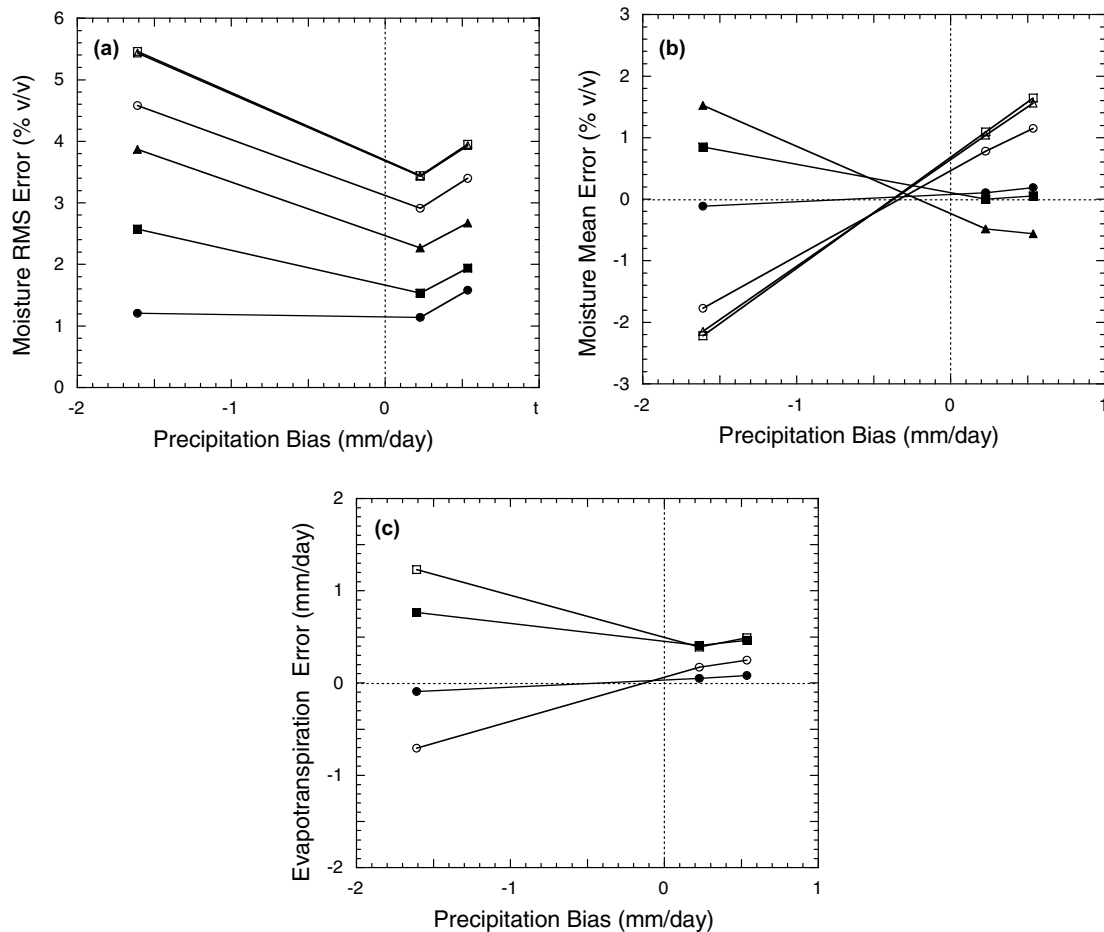 (a)
Moisture RMS Error (% v/v)
6
5
4
3
2
1
0
-2 -1 0 t
Precipitation Bias (mm/day)
(b)
Moisture Mean Error (% v/v)
3
2
1
0
-1
-2
-3
-2 -1 0 1
Precipitation Bias (mm/day)
(c)
Evapotranspiration Error (mm/day)
2
1
0
-1
-2
-2 -1 0 1
Precipitation Bias (mm/day)